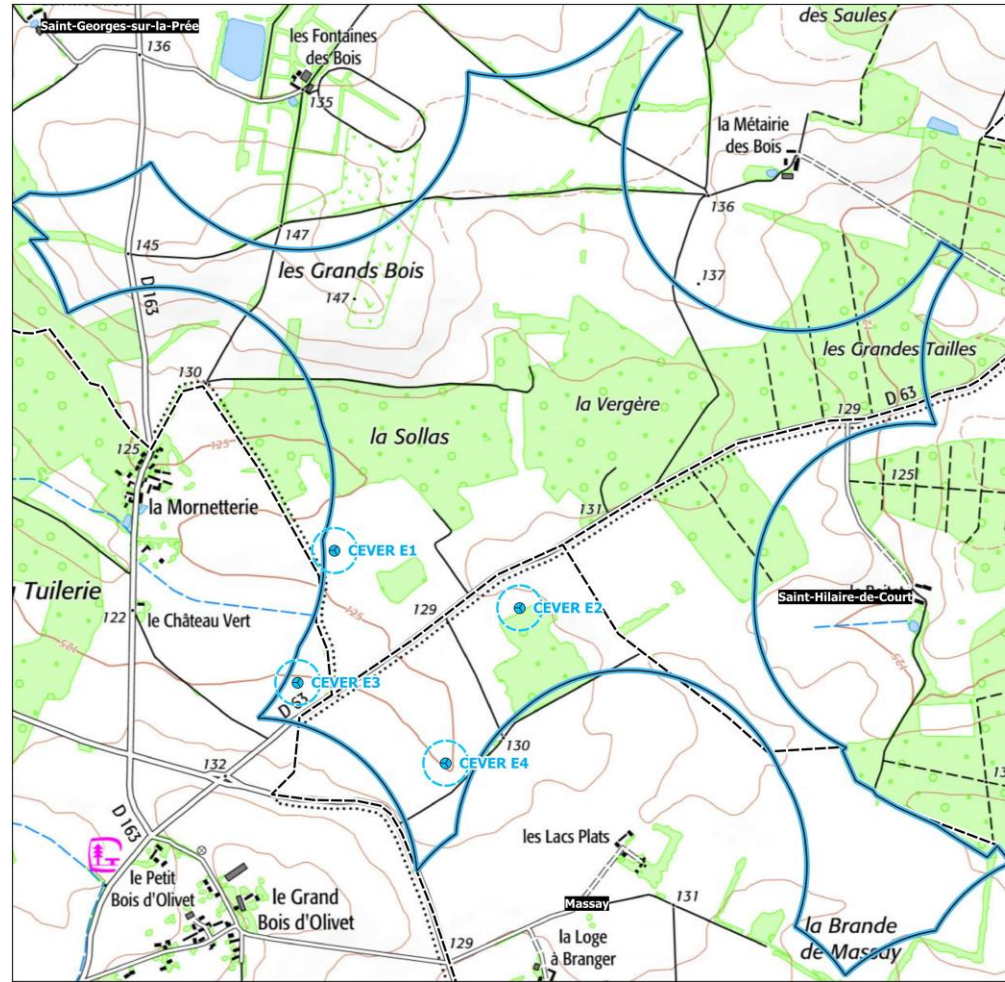 Saint-Georges-sur-la-Prée
136
les Fontaines
des Bois
135
des Saules
la Métairie
des Bois
136
145
147
les Grands Bois
147
137
D 163
les Grandes Tailles
130
la Vergère
D 63
129
la Sollas
125
125
125
la Mornetterie
131
CEVER E1
Tuilerie
125
129
CEVER E2
Saint-Hilaire-de-Court
122
le Château Vert
125
CEVER E3
D 63
130
CEVER E4
132
D 163
les Lacs Plats
le Petit
Bois d'Olivet
le Grand
Bois d'Olivet
Massay
131
129
la Loge
à Branger
la Brande
de Massay